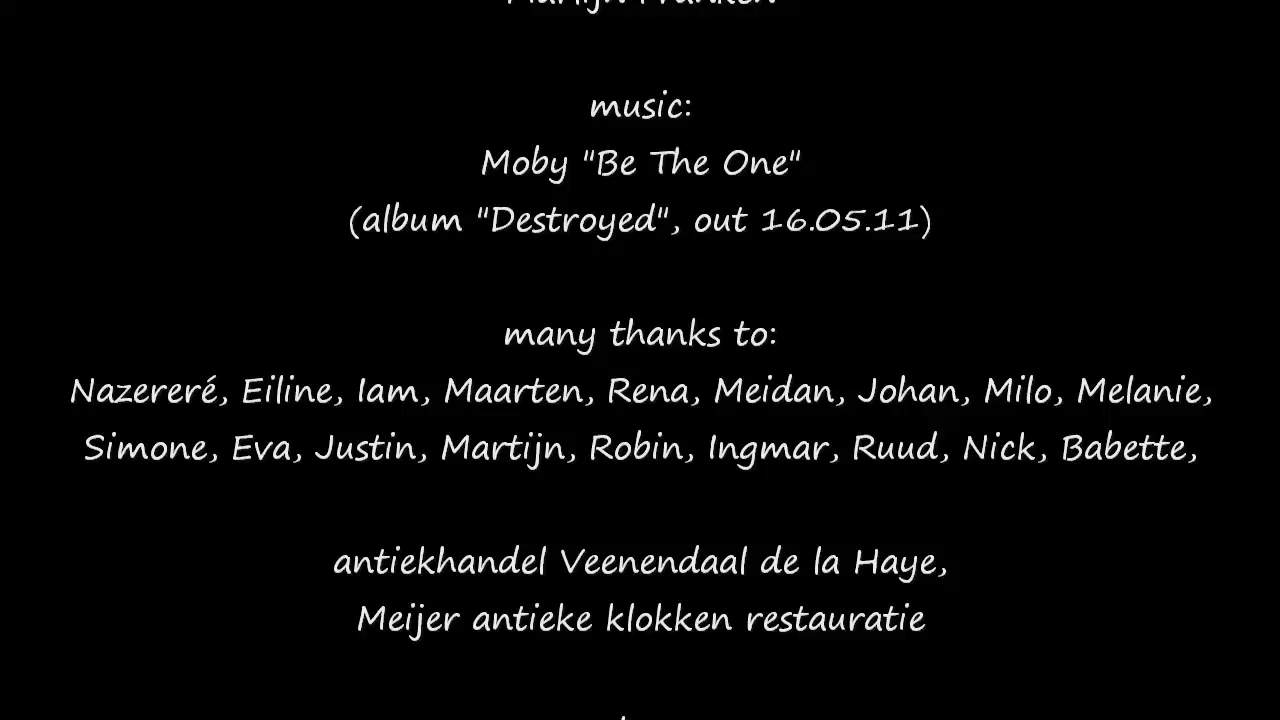 music:
Moby "Be The One"
(album "Destroyed", out 16.05.11)
many thanks to:
Nazereré, Eiline, Iam, Maarten, Rena, Meidan, Johan, Milo, Melanie,
Simone, Eva, Justin, Martijn, Robin, Ingmar, Ruud, Nick, Babette,
antiekhandel Veenendaal de la Haye,
Meijer antieke klokken restauratie